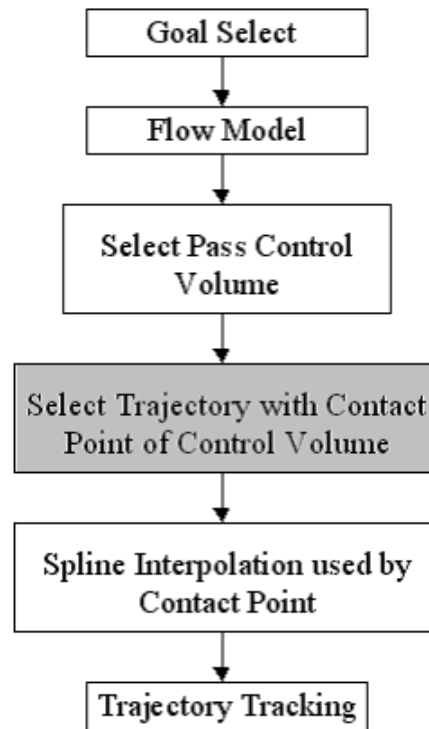 Goal Select
Flow Model
Select Pass Control
Volume
Select Trajectory with Contact
Point of Control Volume
Spline Interpolation used by
Contact Point
Trajectory Tracking